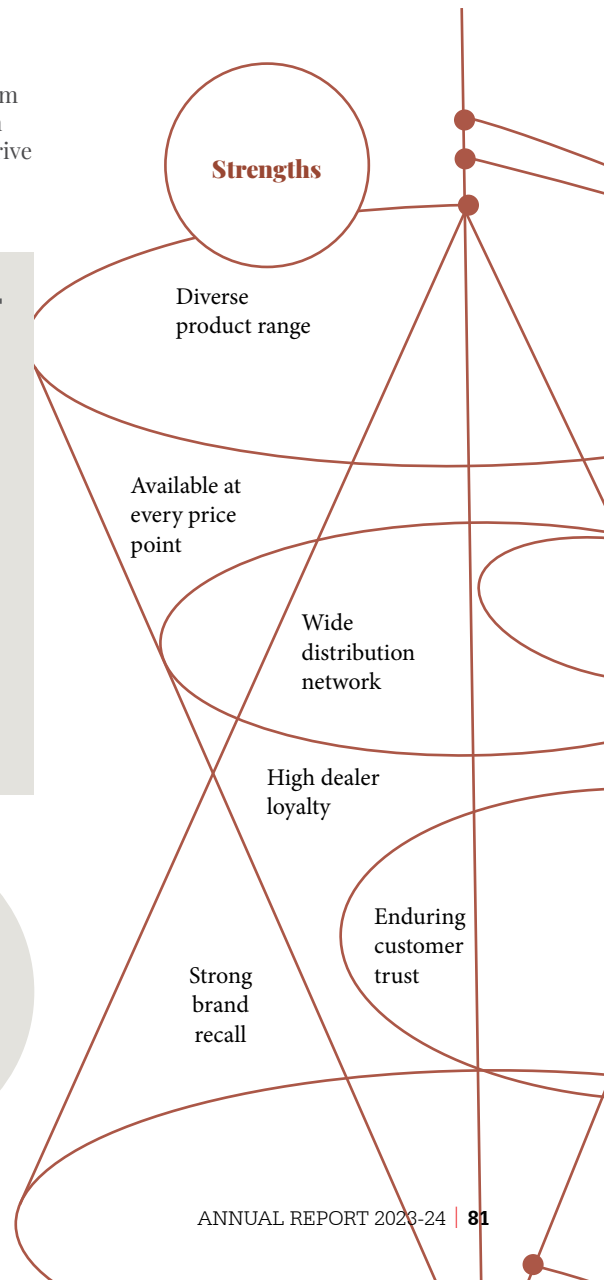 rive
Strengths
Diverse
product range
Available at
every price
point
Wide
distribution
network
High dealer
loyalty
Enduring
customer
trust
Strong
brand
recall
ANNUAL REPORT 2023-24 | 81